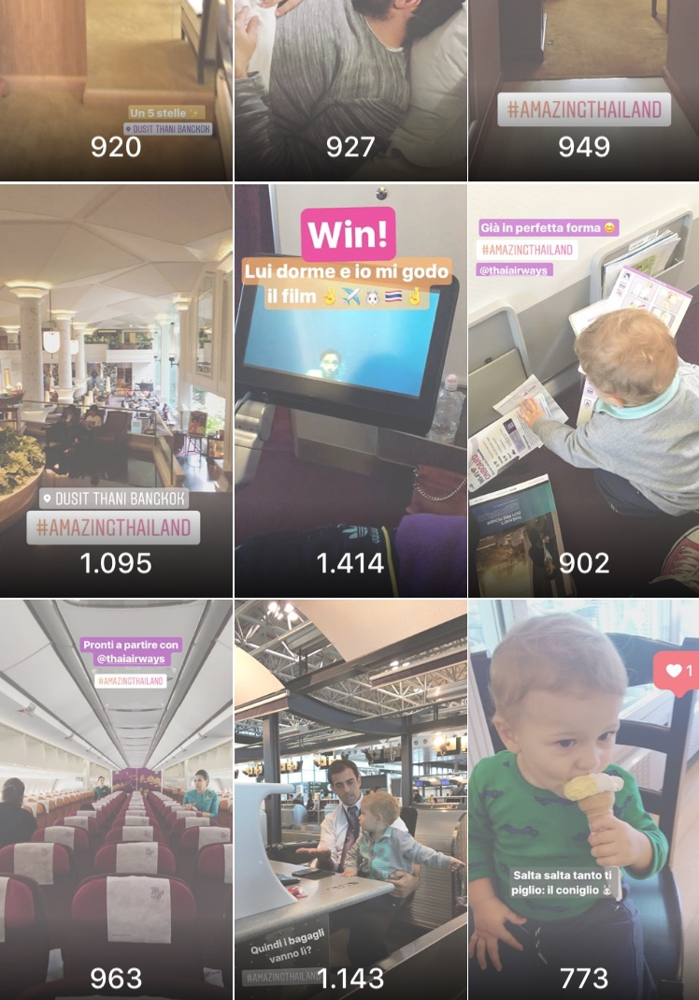 Un 5 stelle ✨
DUSIT THANI BANGKOK
920
927
#AMAZINGTHAILAND
949
DUSIT THANI BANGKOK
#AMAZINGTHAILAND
1.095
Win!
Lui dorme e io mi godo
il film ✌️✈️🐰🇹🇭🤞
adidas
1.414
Già in perfetta forma 😊
#AMAZINGTHAILAND
@thaiairways
ONBOARD
902
Pronti a partire con
@thaiairways
#AMAZINGTHAILAND
963
Quindi i bagagli
vanno lì?
#AMAZINGTHAILAND
1.143
1
Salta salta tanto ti
piglio: il coniglio 🐰
773